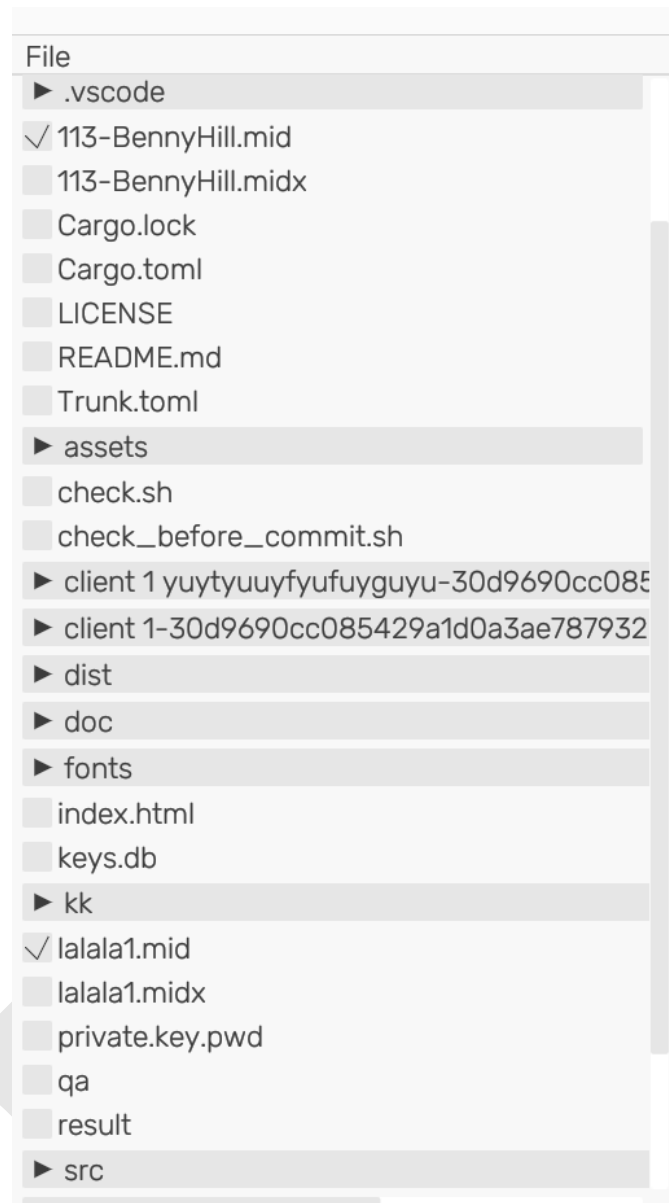 File
.vscode
113-BennyHill.mid
113-BennyHill.midx
Cargo.lock
Cargo.toml
LICENSE
README.md
Trunk.toml
assets
check.sh
check_before_commit.sh
client 1 yuytyuuyfyufuyguyu-30d9690cc085
client 1-30d9690cc085429a1d0a3ae787932
dist
doc
fonts
index.html
keys.db
kk
lalala1.mid
lalala1.midx
private.key.pwd
qa
result
src